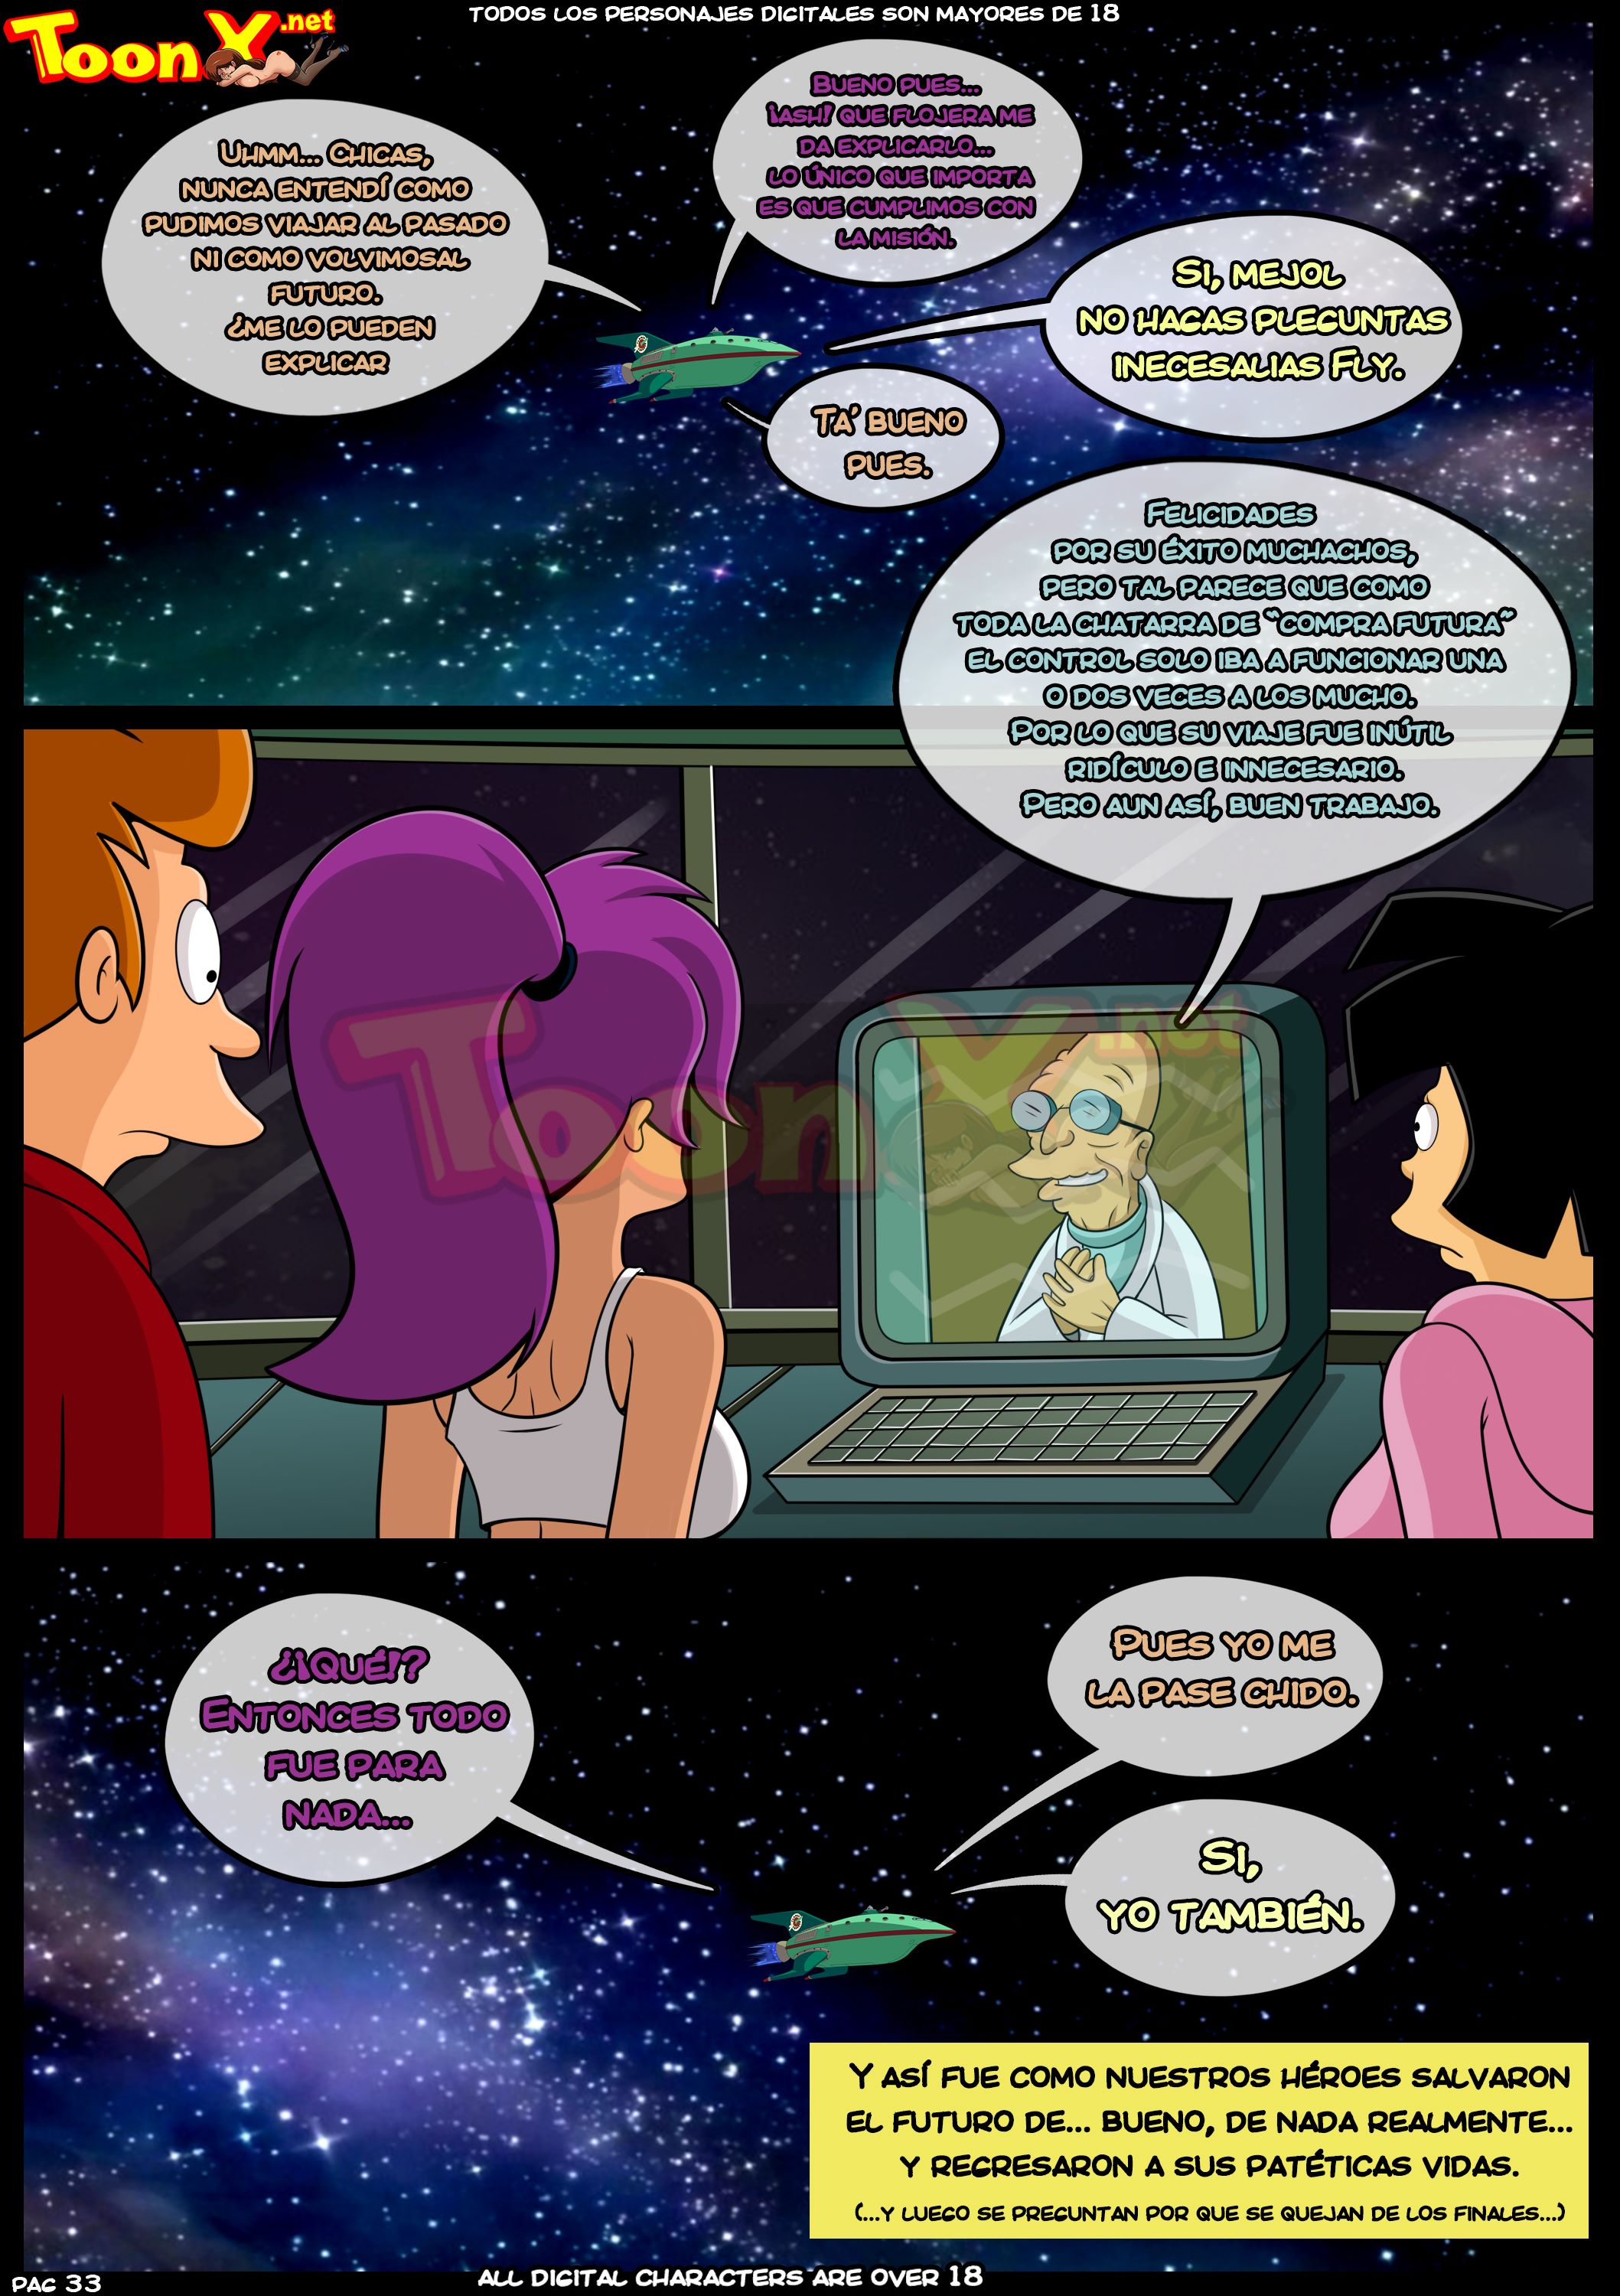 TOONX.net
TODOS LOS PERSONAJES DIGITALES SON MAYORES DE 18
UHMM... CHICAS,
NUNCA ENTENDÍ COMO
PUDIMOS VIAJAR AL PASADO
NI COMO VOLVIMOSAL
FUTURO.
¿ME LO PUEDEN
EXPLICAR
BUENO PUES...
¡ASH! QUE FLOJERA ME
DA EXPLICARLO...
LO ÚNICO QUE IMPORTA
ES QUE CUMPLIMOS CON
LA MISIÓN.
SI, MEJOL
NO HAGAS PLEGUNTAS
INECESALIAS FLY.
TA' BUENO
PUES.
FELICIDADES
POR SU ÉXITO MUCHACHOS,
PERO TAL PARECE QUE COMO
TODA LA CHATARRA DE "COMPRA FUTURA"
EL CONTROL SOLO IBA A FUNCIONAR UNA
O DOS VECES A LOS MUCHO.
POR LO QUE SU VIAJE FUE INÚTIL
RIDÍCULO E INNECESARIO.
PERO AUN ASÍ, BUEN TRABAJO.
TOONX.net
¿¡QUÉ!?
ENTONCES TODO
FUE PARA
NADA...
PUES YO ME
LA PASE CHIDO.
SI,
YO TAMBIÉN.
Y ASÍ FUE COMO NUESTROS HÉROES SALVARON
EL FUTURO DE... BUENO, DE NADA REALMENTE...
Y REGRESARON A SUS PATÉTICAS VIDAS.
(...Y LUEGO SE PREGUNTAN POR QUE SE QUEJAN DE LOS FINALES...)
PAG 33
ALL DIGITAL CHARACTERS ARE OVER 18